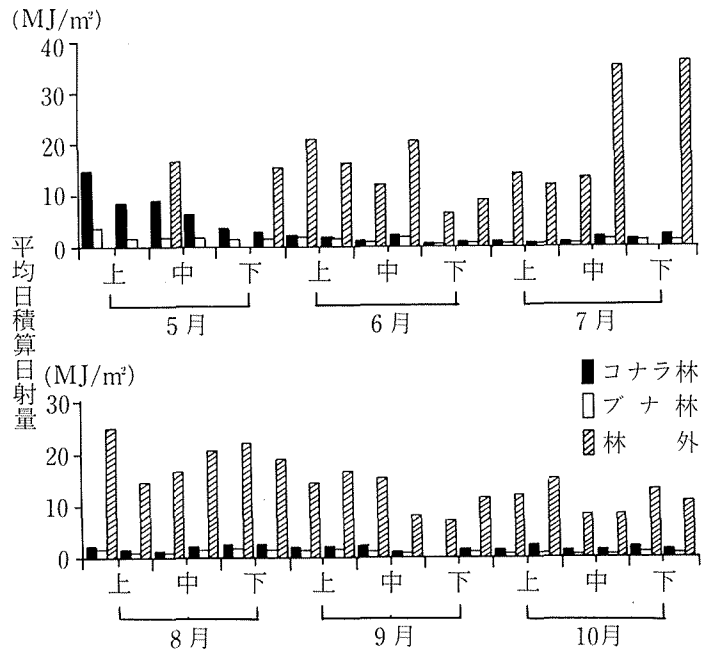 (MJ/m²)
40
30
20
10
0
上 中 下 上 中 下 上 中 下
5月 6月 7月
平均日積算日射量
(MJ/m²)
コナラ林
ブナ林
林外
30
20
10
0
上 中 下 上 中 下 上 中 下
8月 9月 10月